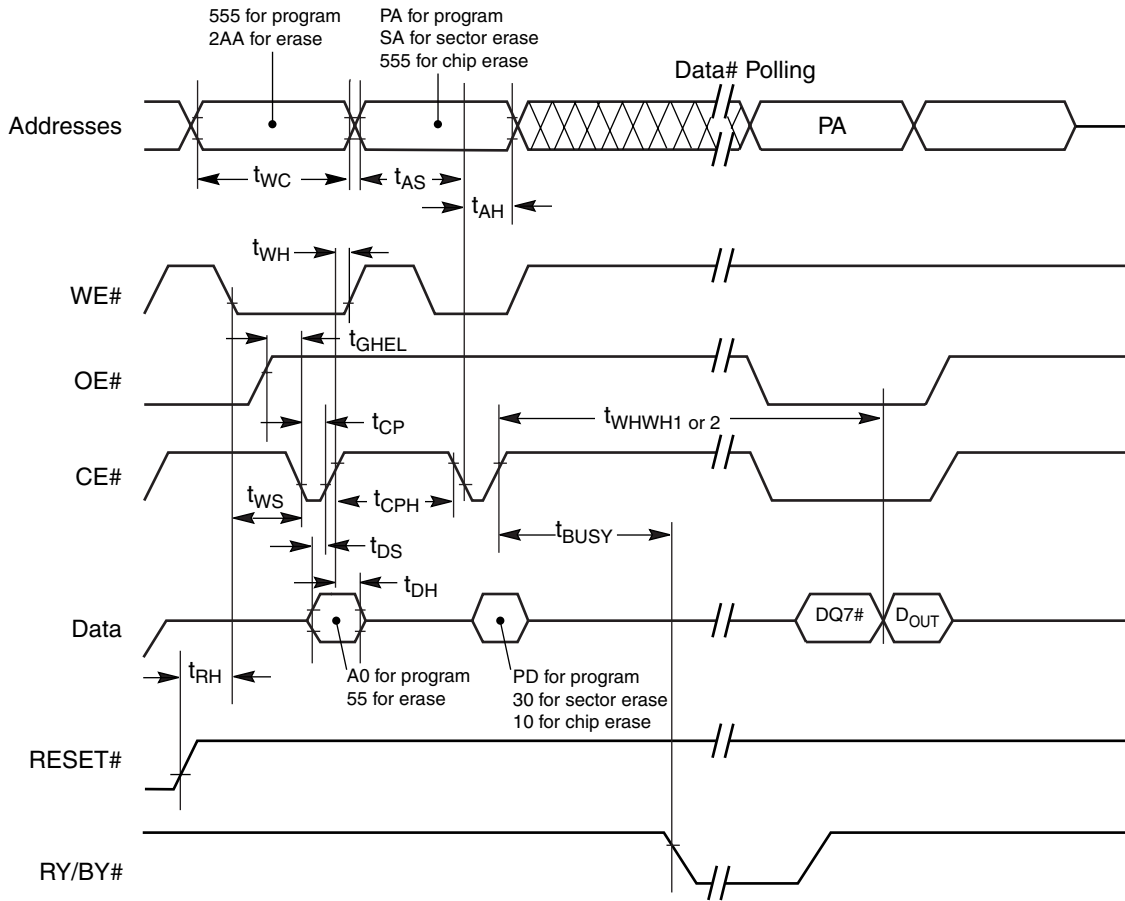 555 for program
2AA for erase
PA for program
SA for sector erase
555 for chip erase
Data# Polling
Addresses
PA
tWC
tAS
tAH
tWH
WE#
tGHEL
OE#
tWHWH1 or 2
tCP
CE#
tWS
tCPH
tBUSY
tDS
tDH
Data
DQ7#
DOUT
tRH
A0 for program
55 for erase
PD for program
30 for sector erase
10 for chip erase
RESET#
RY/BY#